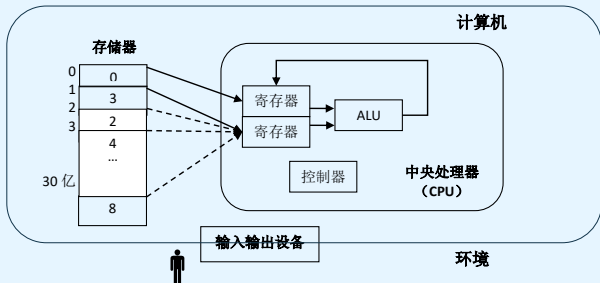 计算机
存储器
0
0
1
3
2
2
3
4
...
30 亿
8
寄存器
寄存器
ALU
控制器
中央处理器
（CPU）
输入输出设备
环境